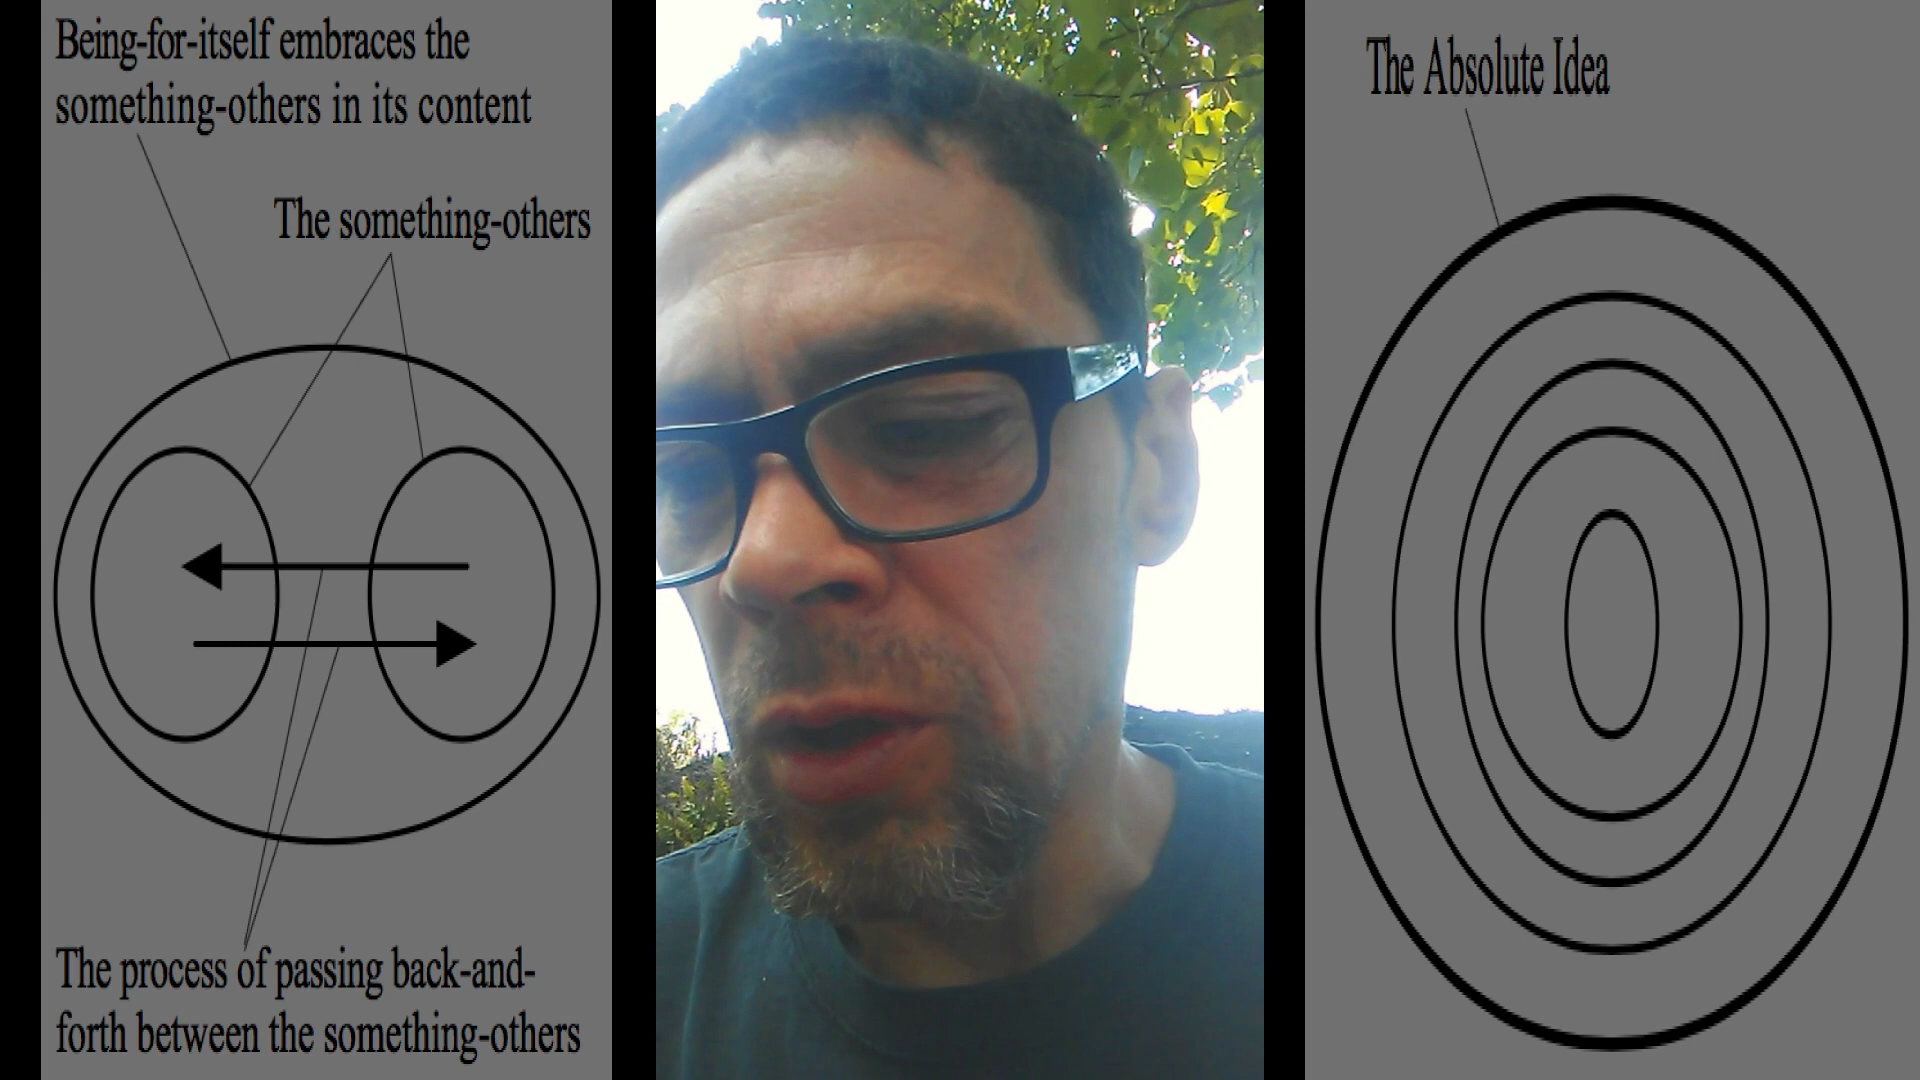 Being-for-itself embraces the
something-others in its content
The something-others
The process of passing back-and-
forth between the something-others
The Absolute Idea